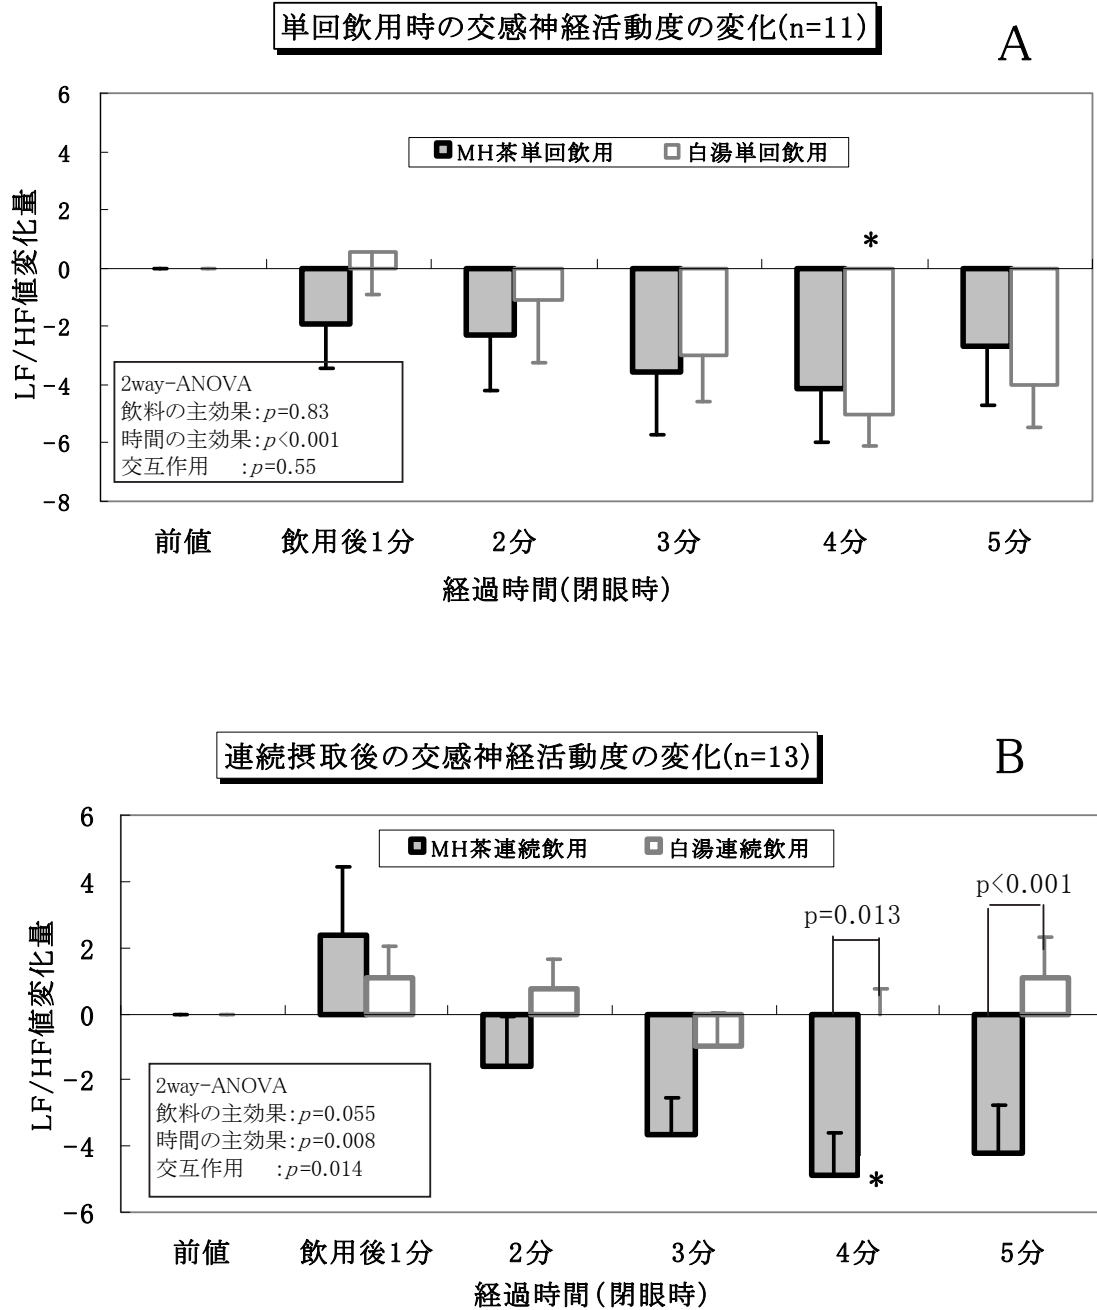 単回飲用時の交感神経活動度の変化(n=11)
A
6
4
2
0
-2
-4
-6
-8
LF/HF値変化量
MH茶単回飲用 白湯単回飲用
*
2way-ANOVA
飲料の主効果:p=0.83
時間の主効果:p<0.001
交互作用 :p=0.55
前値 飲用後1分 2分 3分 4分 5分
経過時間(閉眼時)
連続摂取後の交感神経活動度の変化(n=13)
B
6
4
2
0
-2
-4
-6
LF/HF値変化量
MH茶連続飲用 白湯連続飲用
p=0.013
p<0.001
2way-ANOVA
飲料の主効果:p=0.055
時間の主効果:p=0.008
交互作用 :p=0.014
*
前値 飲用後1分 2分 3分 4分 5分
経過時間(閉眼時)